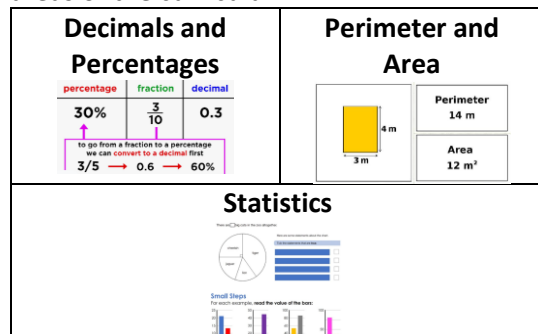 Decimals and
Percentages
percentage fraction decimal
30% 3/10 0.3
to go from a fraction to a percentage
we can convert to a decimal first
3/5 → 0.6 → 60%
Perimeter and
Area
4 m
3 m
Perimeter
14 m
Area
12 m²
Statistics
Small Steps
For each example, read the value of the bars: